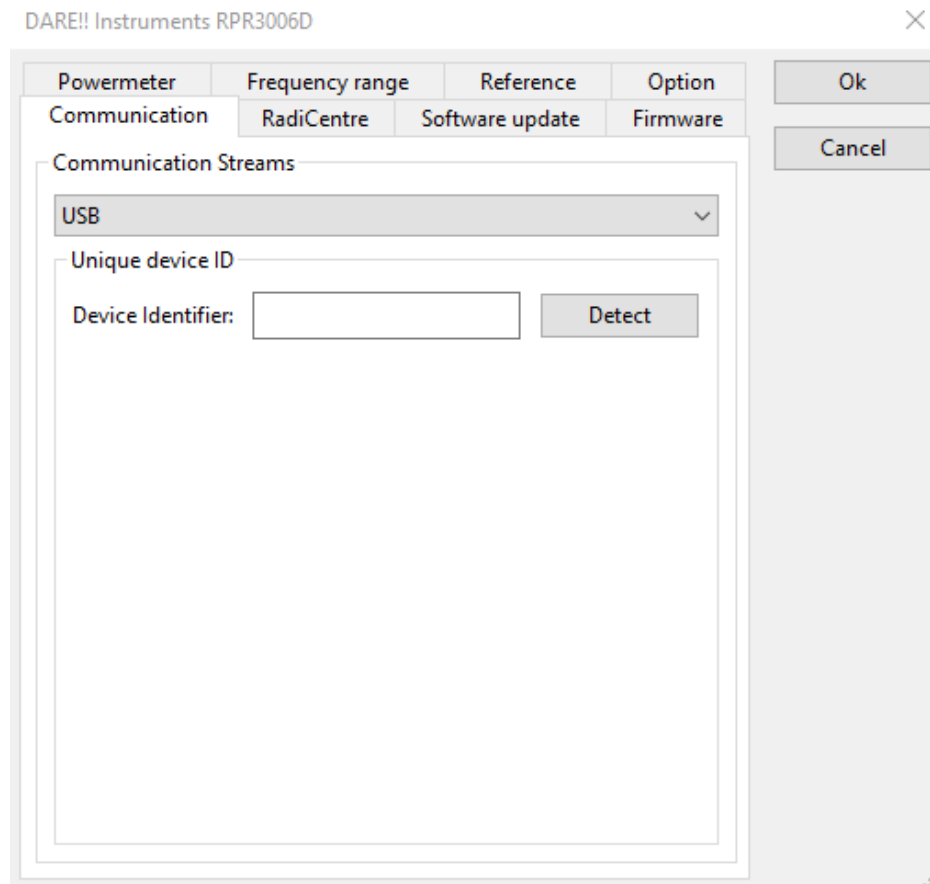 DARE!! Instruments RPR3006D
Powermeter Frequency range Reference Option
Communication RadiCentre Software update Firmware
Ok
Cancel
Communication Streams
USB
Unique device ID
Device Identifier: Detect